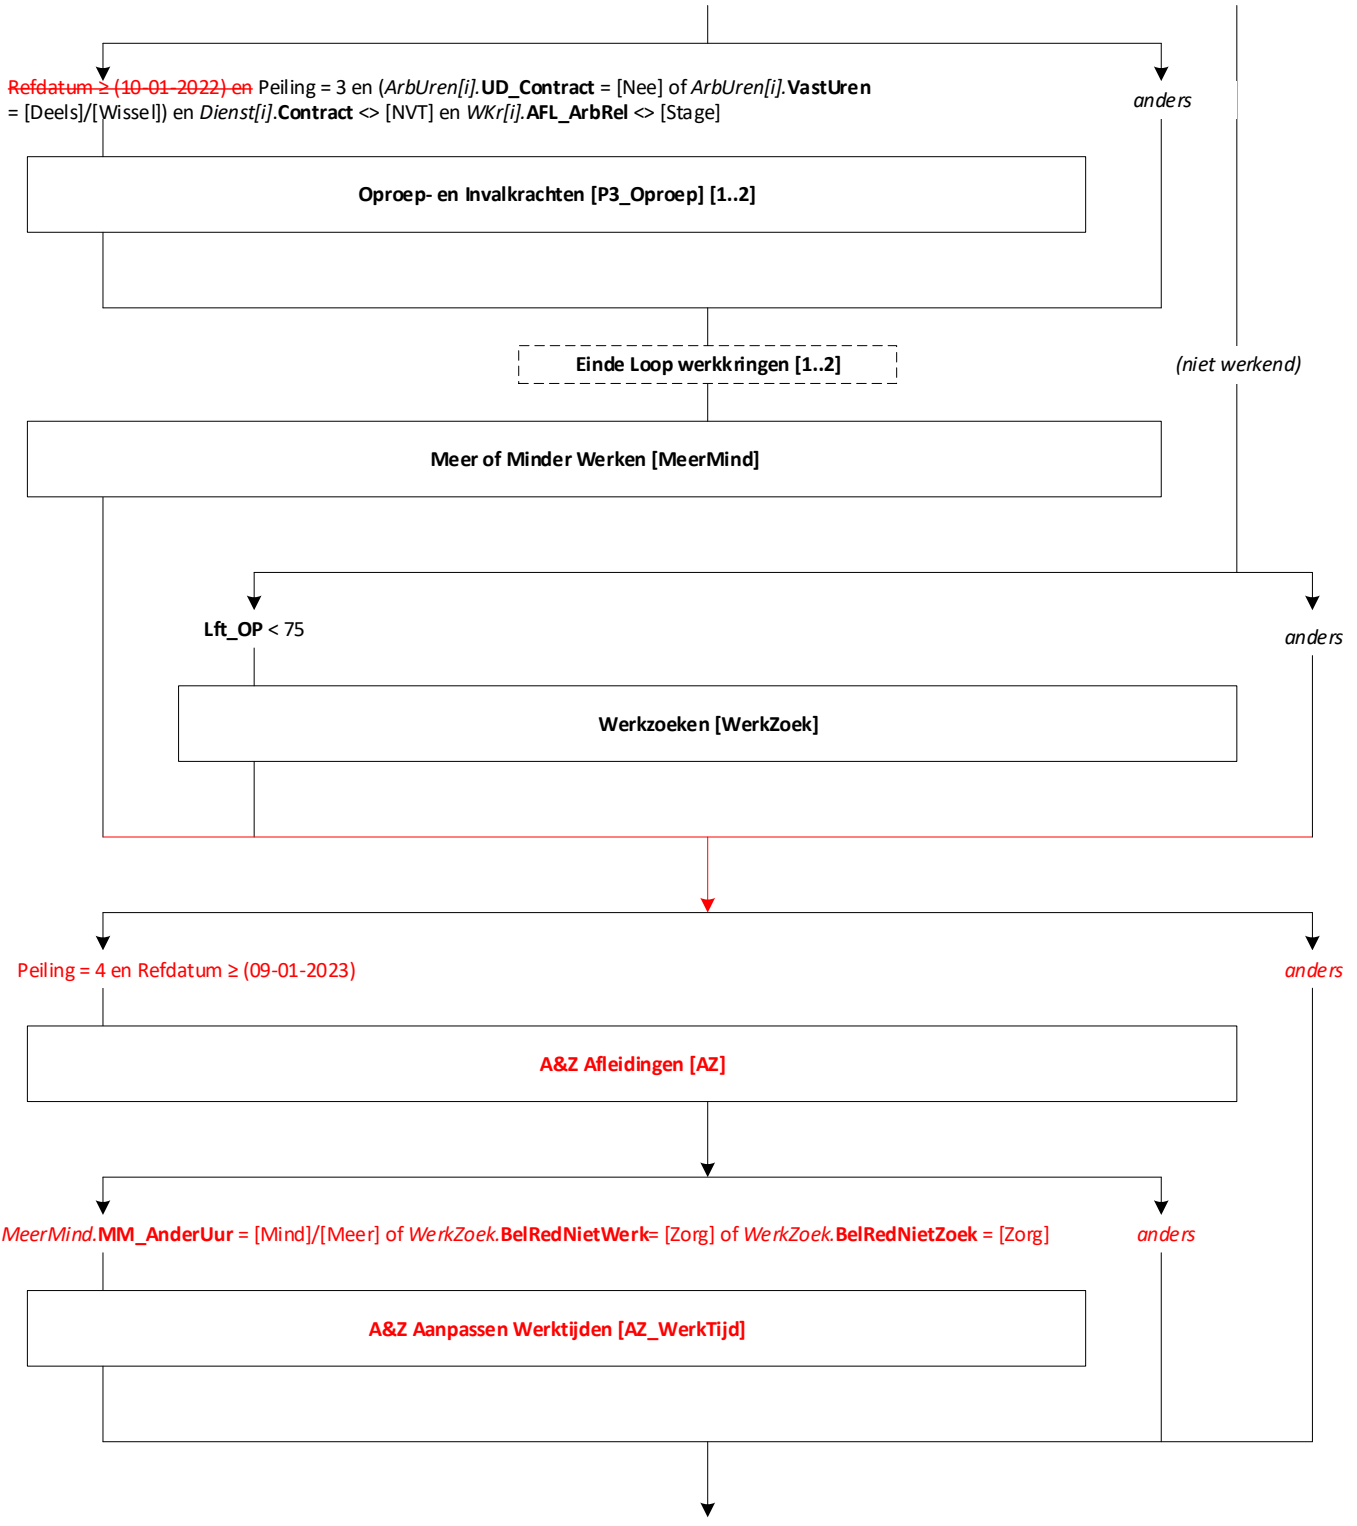 Refdatum ≥ (10-01-2022) en Peiling = 3 en (ArbUren[i].UD_Contract = [Nee] of ArbUren[i].VastUren
= [Deels]/[Wissel]) en Dienst[i].Contract <> [NVT] en WKr[i].AFL_ArbRel <> [Stage]
anders
Oproep- en Invalkrachten [P3_Oproep] [1..2]
Einde Loop werkkringen [1..2]
(niet werkend)
Meer of Minder Werken [MeerMind]
Lft_OP < 75
anders
Werkzoeken [WerkZoek]
Peiling = 4 en Refdatum ≥ (09-01-2023)
anders
A&Z Afleidingen [AZ]
MeerMind.MM_AnderUur = [Mind]/[Meer] of WerkZoek.BelRedNietWerk= [Zorg] of WerkZoek.BelRedNietZoek = [Zorg]
anders
A&Z Aanpassen Werktijden [AZ_WerkTijd]